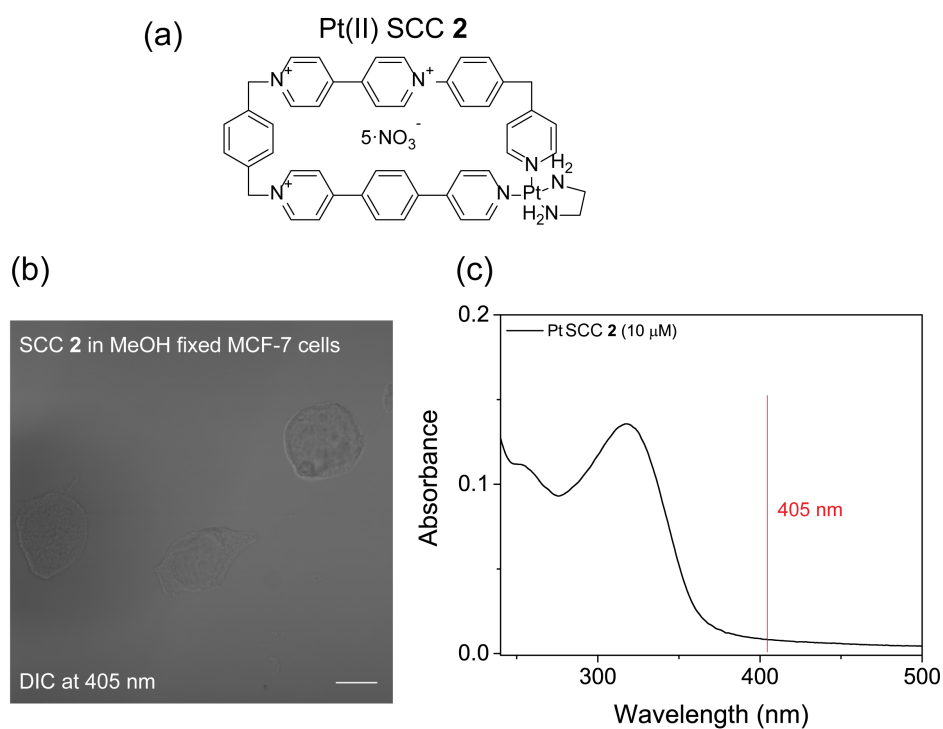 (a)
Pt(II) SCC 2
N+
N+
5·NO3-
N
H2
N+
N
Pt
N
H2N
(b)
(c)
SCC 2 in MeOH fixed MCF-7 cells
DIC at 405 nm
0.2
Pt SCC 2 (10 μM)
Absorbance
0.1
405 nm
0.0
300
400
500
Wavelength (nm)